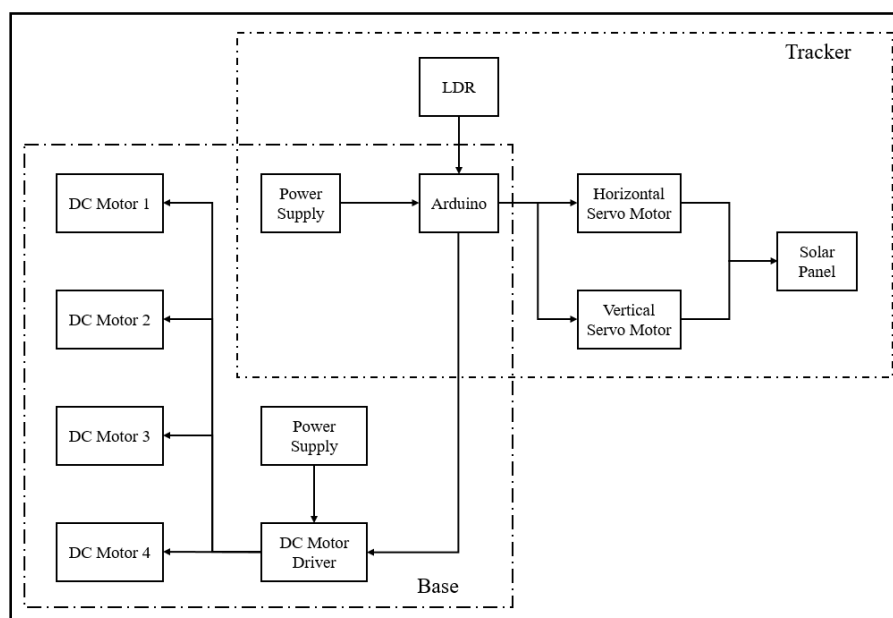 Tracker
LDR
DC Motor 1
Power
Supply
Arduino
Horizontal
Servo Motor
Solar
Panel
DC Motor 2
Vertical
Servo Motor
DC Motor 3
Power
Supply
DC Motor 4
DC Motor
Driver
Base